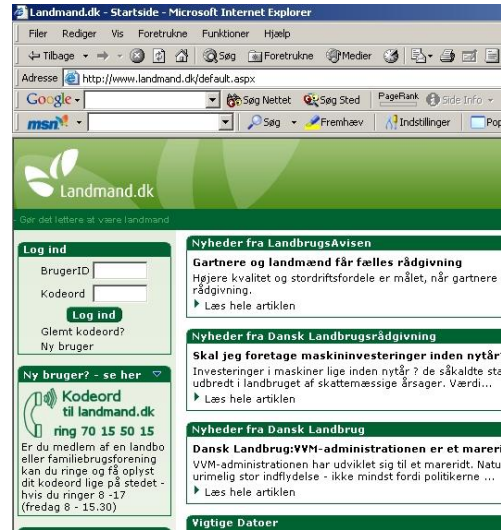 Landmand.dk - Startside - Microsoft Internet Explorer
Filer Rediger Vis Foretrukne Funktioner Hjælp
Tilbage Søg Foretrukne Medier
Adresse http://www.landmand.dk/default.aspx
Google Søg Nettet Søg Sted PageRank Side Info
msn Søg Fremhæv Indstillinger Pop
Landmand.dk
- Gør det lettere at være landmand
Log ind
BrugerID
Kodeord
Log ind
Glemt kodeord?
Ny bruger
Ny bruger? - se her
Kodeord
til landmand.dk
ring 70 15 50 15
Er du medlem af en landbo
eller familiebrugsforening
kan du ringe og få oplyst
dit kodeord lige på stedet -
hvis du ringer 8 -17
(fredag 8 - 15.30)
Nyheder fra LandbrugsAvisen
Gartnere og landmænd får fælles rådgivning
Højere kvalitet og stordriftsfordele er målet, når gartnere
rådgivning.
Læs hele artiklen
Nyheder fra Dansk Landbrugsrådgivning
Skal jeg foretage maskininvesteringer inden nytår?
Investeringer i maskiner lige inden nytår ? de såkaldte sta
udbredt i landbruget af skattemæssige årsager. Værdi...
Læs hele artiklen
Nyheder fra Dansk Landbrug
Dansk Landbrug:VVM-administrationen er et mareri
VVM-administrationen har udviklet sig til et mareridt. Natu
urimelig stor indflydelse - ikke mindst fordi politikerne ...
Læs hele artiklen
Vigtige Datoer